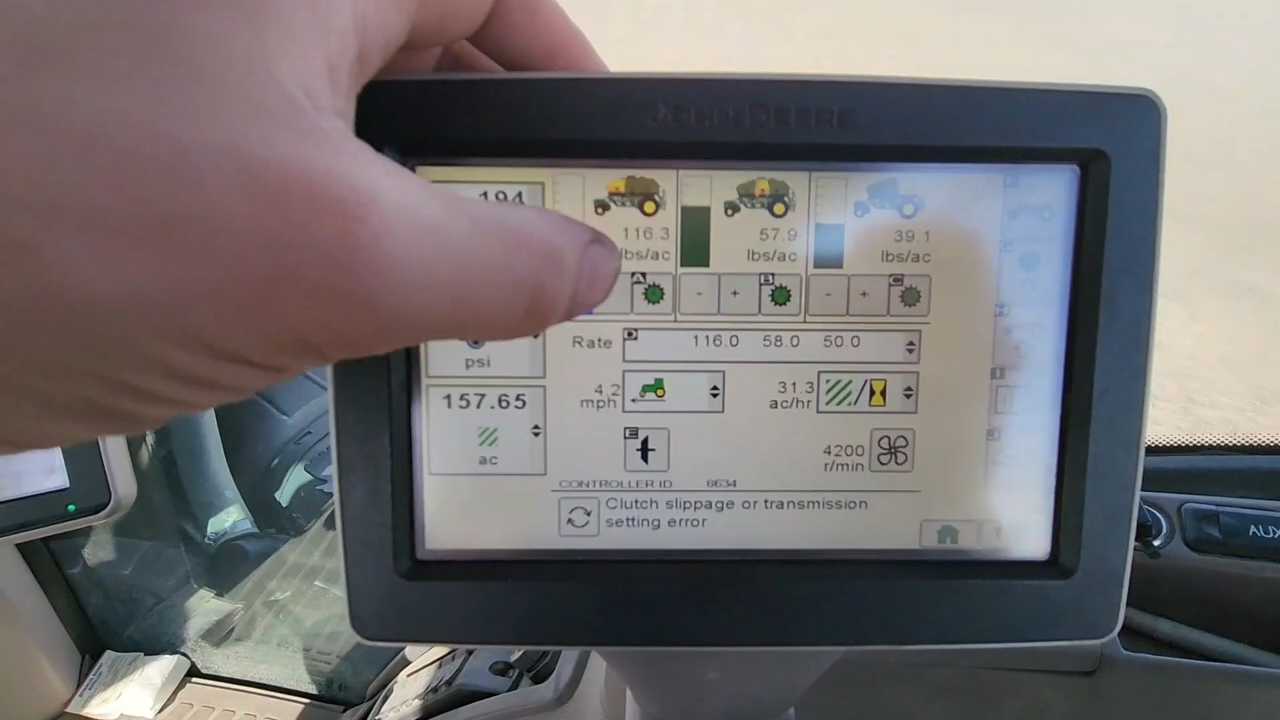 JOHN DEERE
194
116.3
lbs/ac
57.9
lbs/ac
39.1
lbs/ac
A
B
C
- +
- +
psi
Rate
D
116.0 58.0 50.0
157.65
ac
4.2
mph
31.3
ac/hr
E
4200
r/min
CONTROLLER ID 8634
Clutch slippage or transmission
setting error
AUX